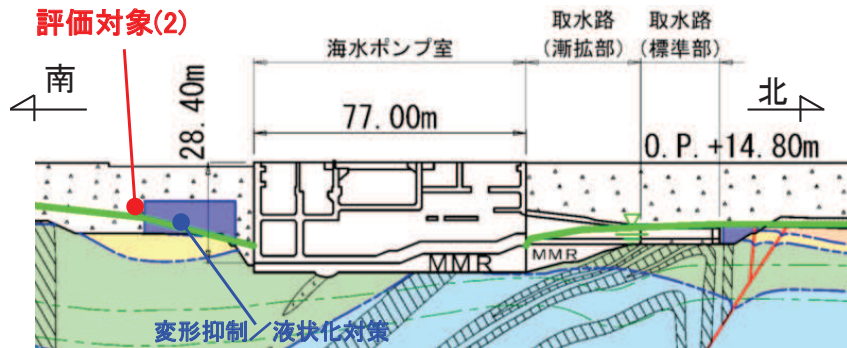 評価対象(2)
取水路
(漸拡部)
取水路
(標準部)
海水ポンプ室
南
北
28.40m
77.00m
O.P.+14.80m
MMR
MMR
変形抑制／液状化対策